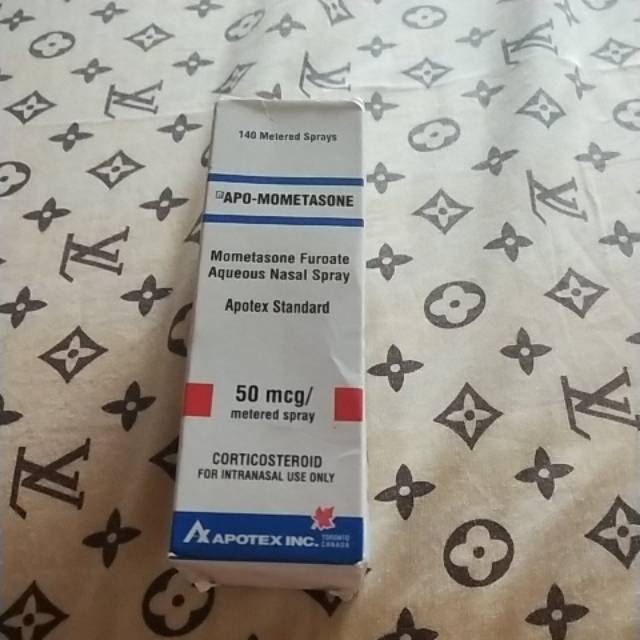 140 Metered Sprays
APO-MOMETASONE
Mometasone Furoate
Aqueous Nasal Spray
Apotex Standard
50 mcg/
metered spray
CORTICOSTEROID
FOR INTRANASAL USE ONLY
APOTEX INC. TORONTO
CANADA